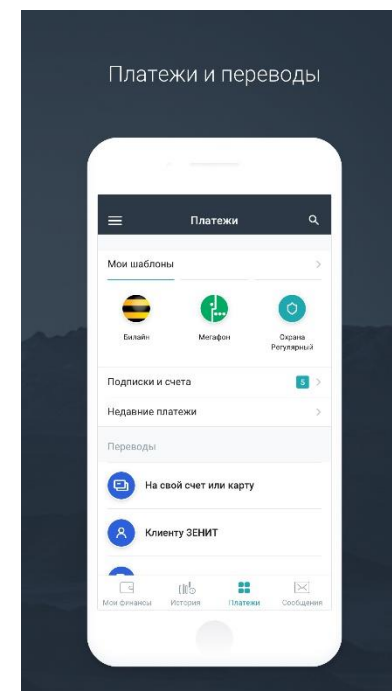 Платежи и переводы
Платежи
Мои шаблоны
Билайн
Мегафон
Охрана
Регулярный
Подписки и счета
5
Недавние платежи
Переводы
На свой счет или карту
Клиенту ЗЕНИТ
Мои финансы
История
Платежи
Сообщения